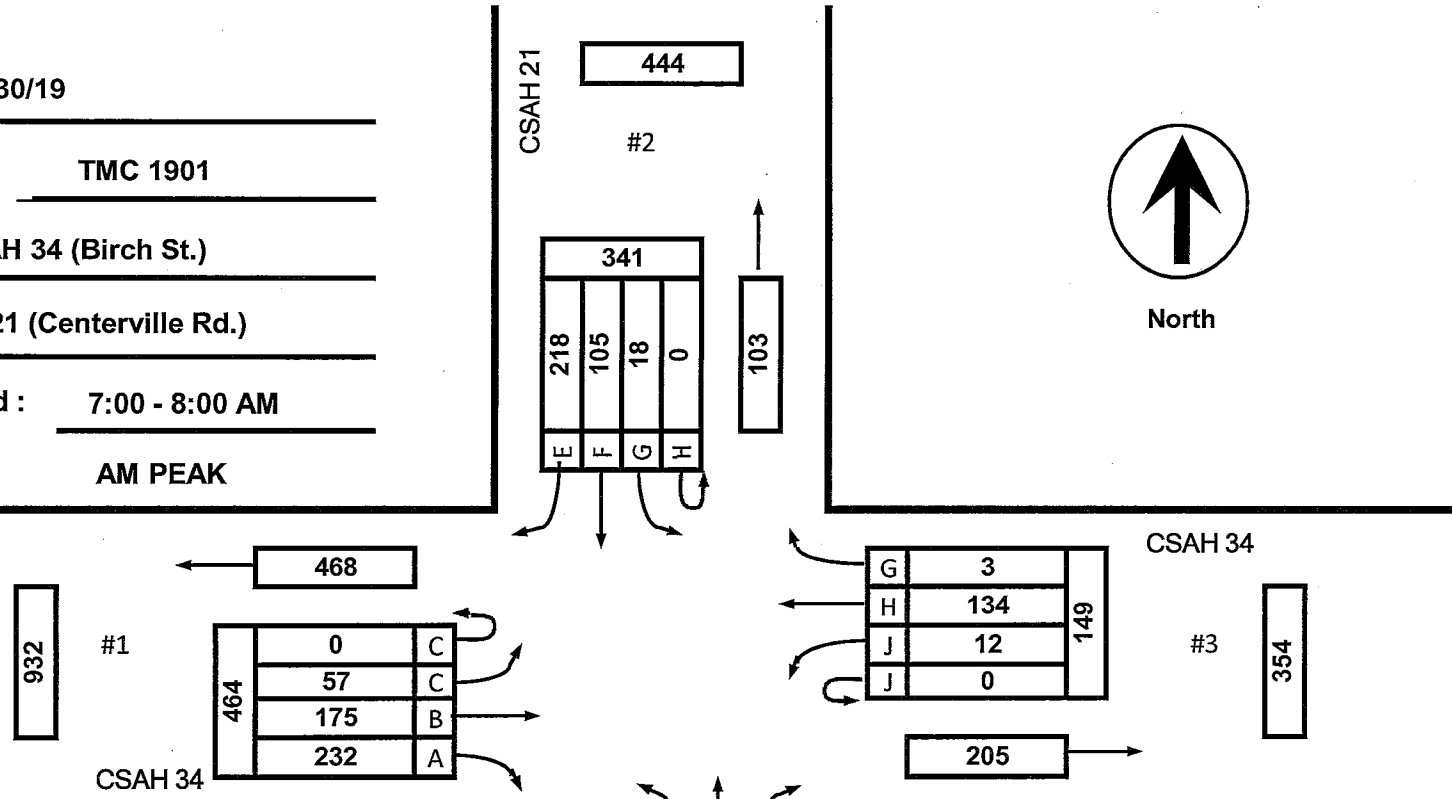 30/19
TMC 1901
AH 34 (Birch St.)
21 (Centerville Rd.)
d : 7:00 - 8:00 AM
AM PEAK
CSAH 21
444
#2
341
218 105 18 0
E F G H
103
North
CSAH 34
468
932
#1
464
0 C
57 C
175 B
232 A
CSAH 34
G 3
H 134
J 12
J 0
149
#3
354
205